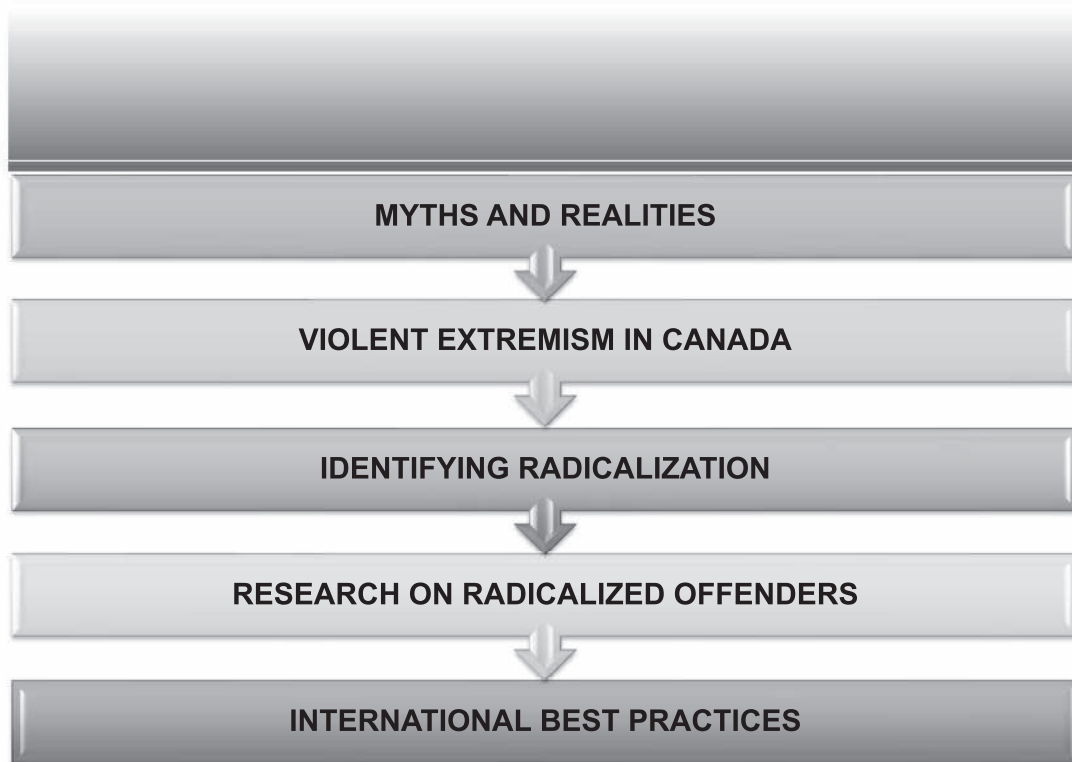 MYTHS AND REALITIES
VIOLENT EXTREMISM IN CANADA
IDENTIFYING RADICALIZATION
RESEARCH ON RADICALIZED OFFENDERS
INTERNATIONAL BEST PRACTICES